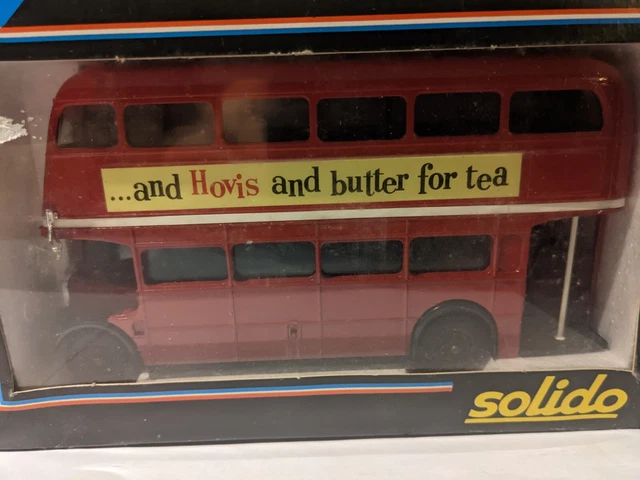 ...and Hovis and butter for tea
solido